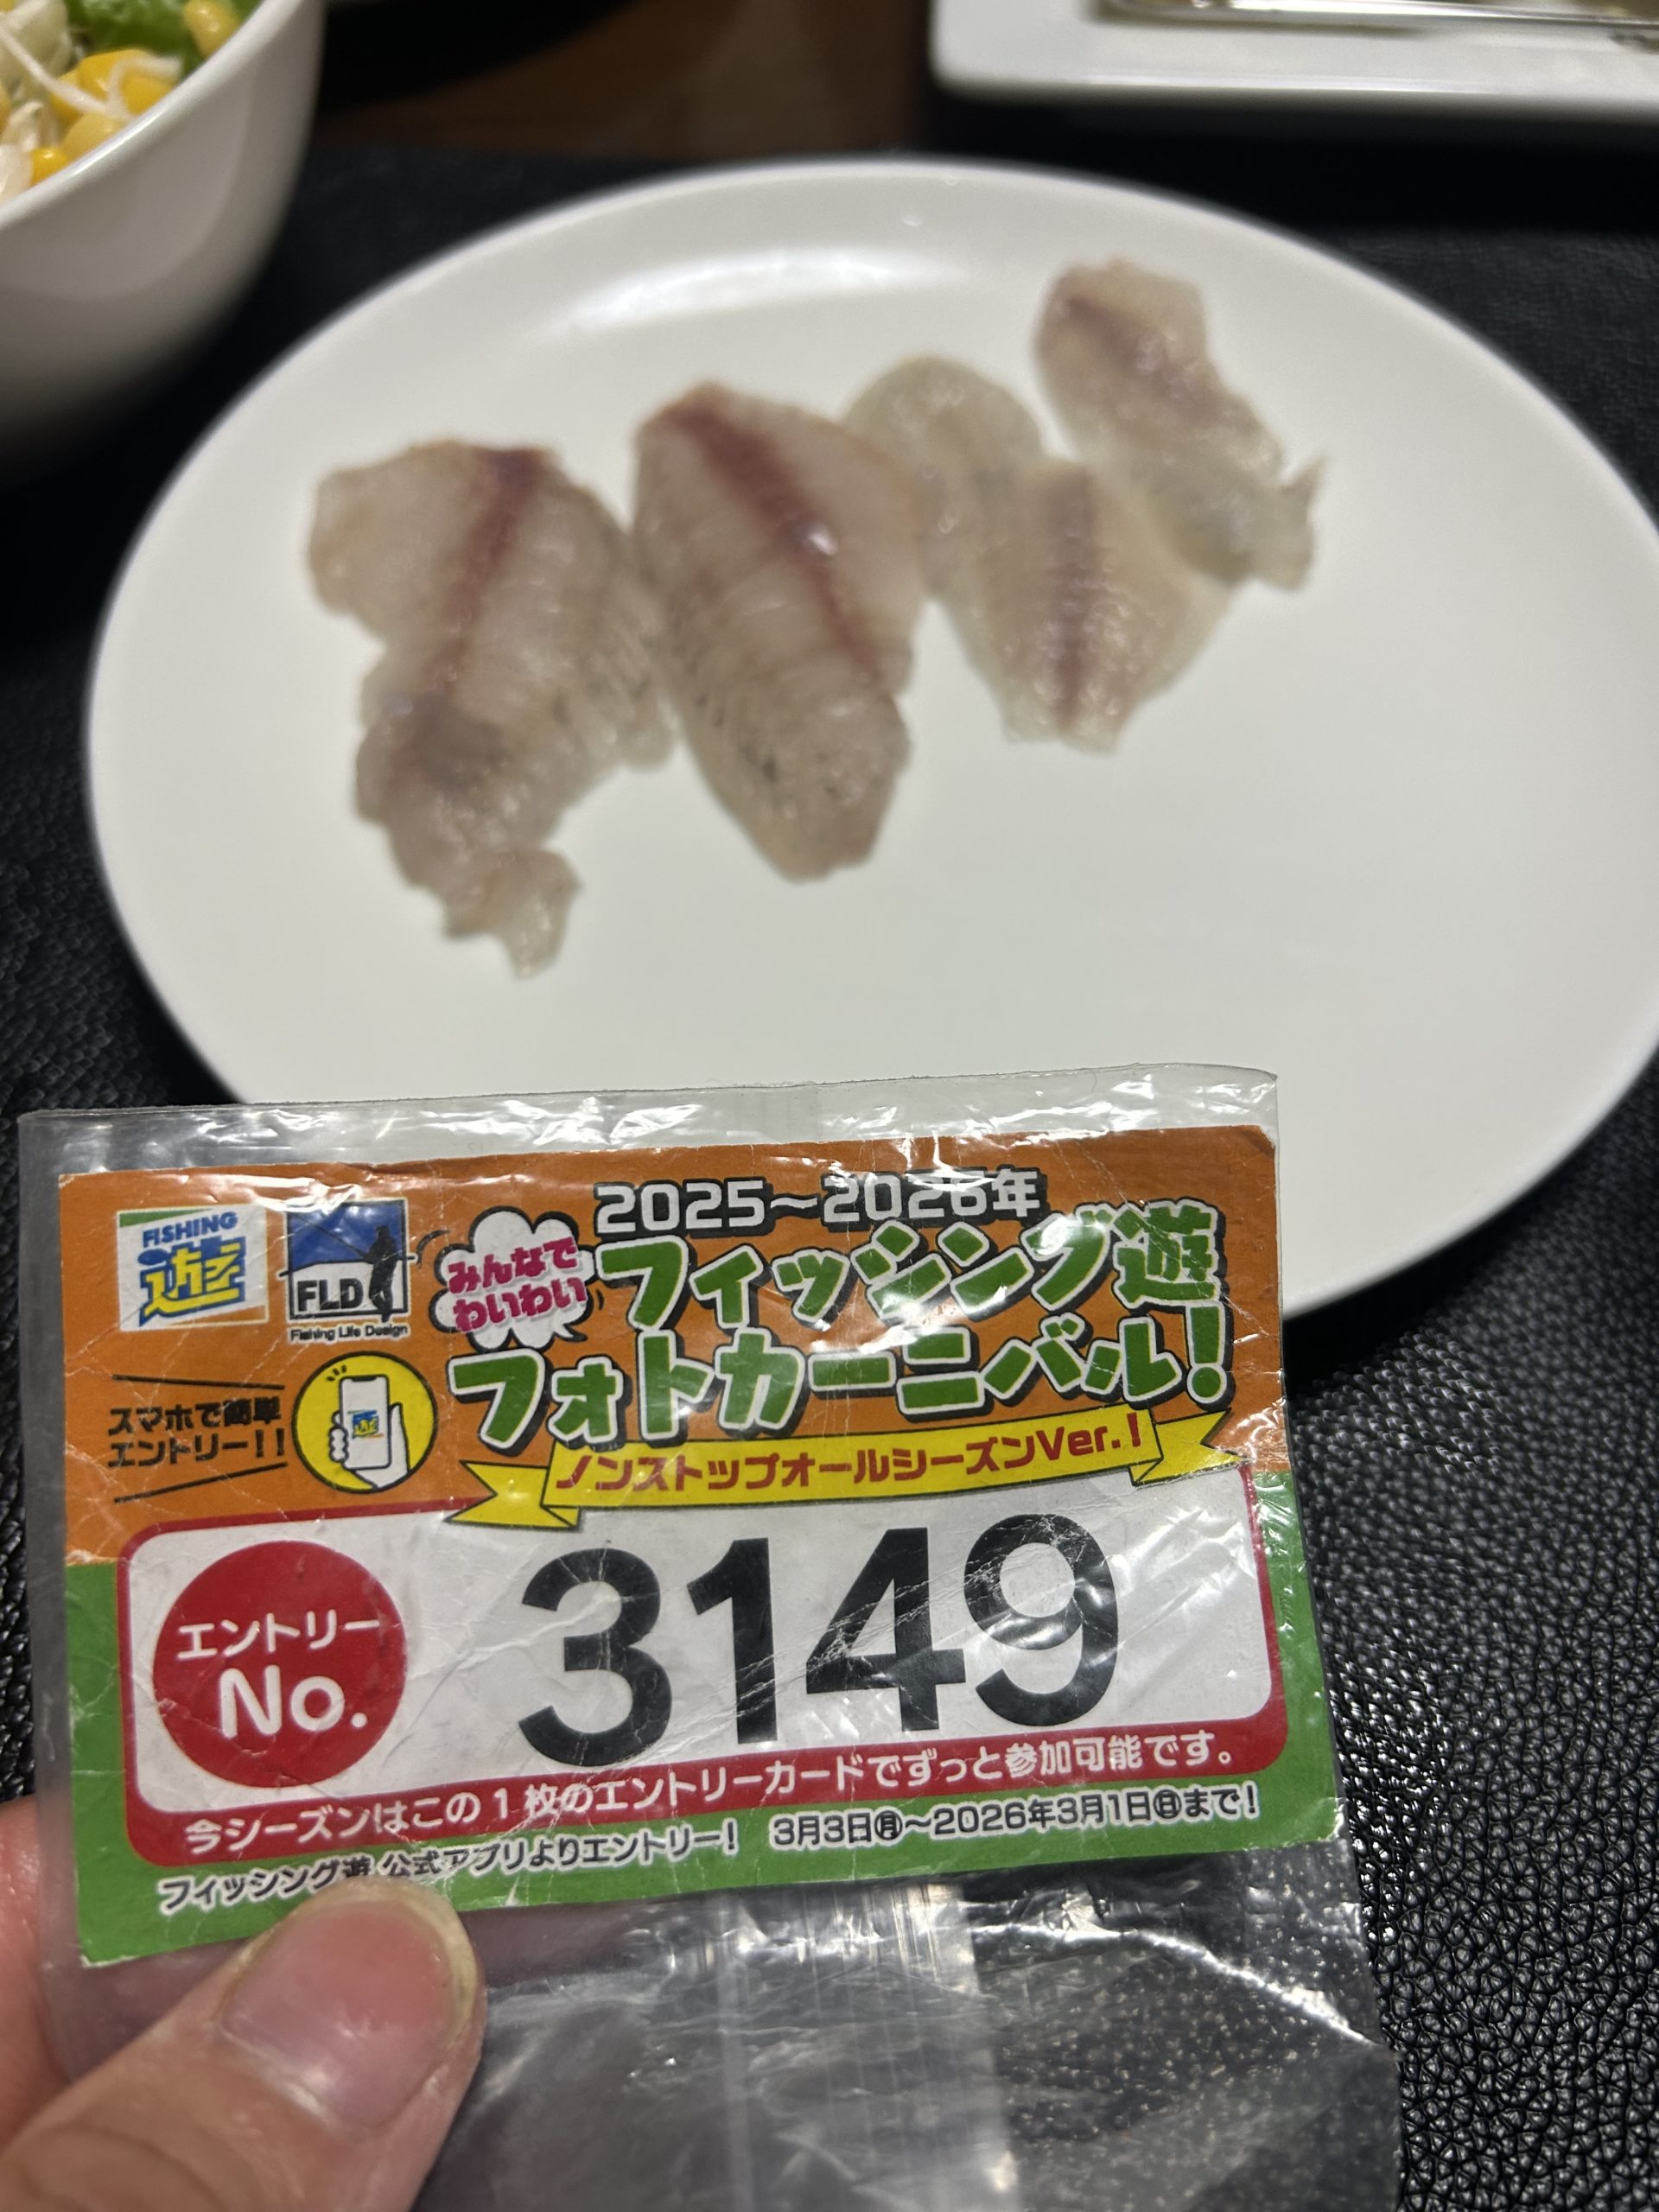 FISHING
遊
FLD
Fishing Life Design
2025～2026年
みんなで
わいわい
フィッシング遊
フォトカーニバル！
スマホで簡単
エントリー！！
ノンストップオールシーズンVer.！
エントリー
No.
3149
今シーズンはこの1枚のエントリーカードでずっと参加可能です。
フィッシング遊 公式アプリよりエントリー！ 3月3日㊊～2026年3月1日㊐まで！